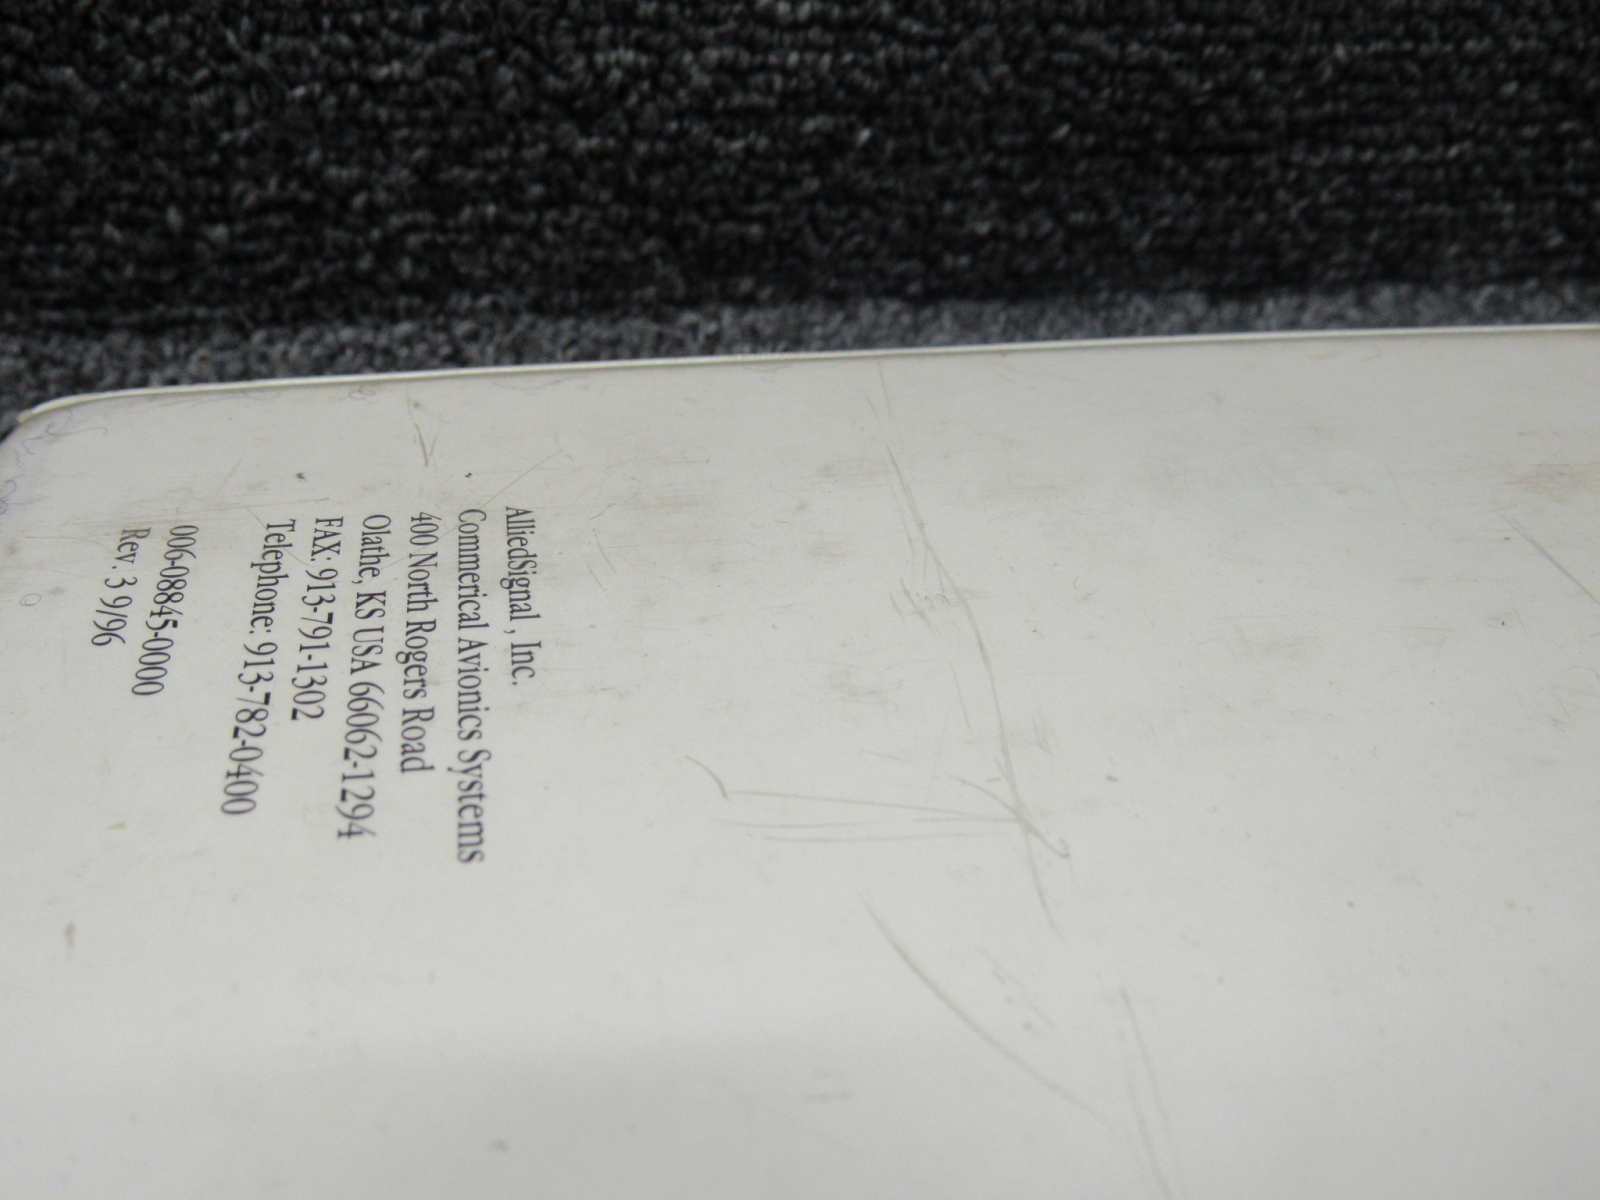 AlliedSignal , Inc.
Commerical Avionics Systems
400 North Rogers Road
Olathe, KS USA 66062-1294
FAX: 913-791-1302
Telephone: 913-782-0400
006-08845-0000
Rev. 3 9/96